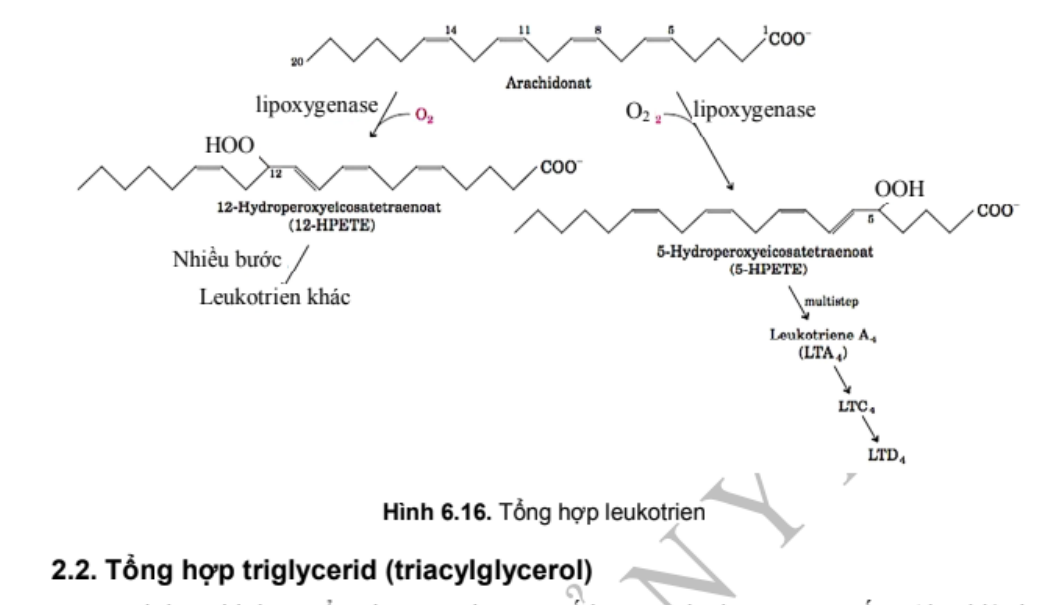 14 11 8 5 1 COO⁻
20
Arachidonat
lipoxygenase O₂ O₂ ₂ lipoxygenase
HOO
12 COO⁻
OOH
5 COO⁻
12-Hydroperoxyeicosatetraenoat
(12-HPETE)
5-Hydroperoxyeicosatetraenoat
(5-HPETE)
Nhiều bước
Leukotrien khác
multistep
Leukotriene A₄
(LTA₄)
LTC₄
LTD₄
Hình 6.16. Tổng hợp leukotrien
N Y
2.2. Tổng hợp triglycerid (triacylglycerol)